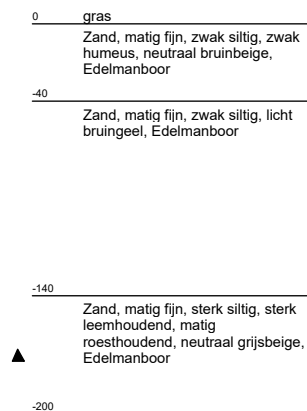 0 gras
Zand, matig fijn, zwak siltig, zwak
humeus, neutraal bruinbeige,
Edelmanboor
-40
Zand, matig fijn, zwak siltig, licht
bruingeel, Edelmanboor
-140
Zand, matig fijn, sterk siltig, sterk
leemhoudend, matig
roesthoudend, neutraal grijsbeige,
Edelmanboor
-200